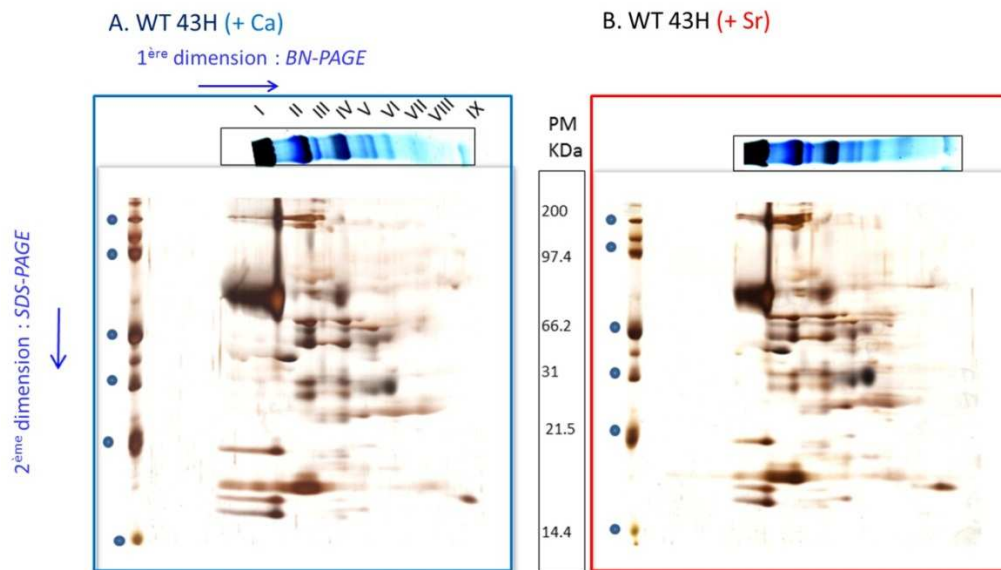 A. WT 43H (+ Ca)
1ère dimension : BN-PAGE
I II III IV V VI VII VIII IX
2ème dimension : SDS-PAGE
PM
KDa
200
97.4
66.2
31
21.5
14.4
B. WT 43H (+ Sr)